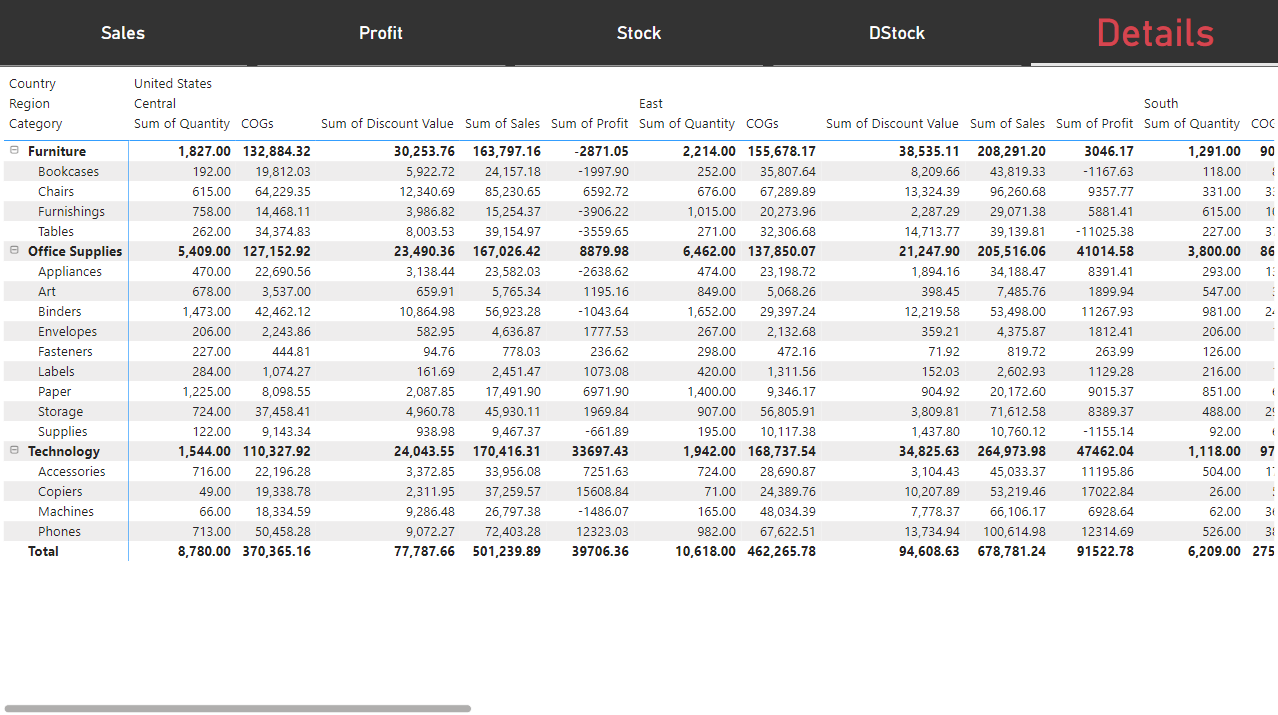 Sales Profit Stock DStock Details
Country United States
Region Central East South
Category Sum of Quantity COGs Sum of Discount Value Sum of Sales Sum of Profit Sum of Quantity COGs Sum of Discount Value Sum of Sales Sum of Profit Sum of Quantity
Furniture 1,827.00 132,884.32 30,253.76 163,797.16 -2871.05 2,214.00 155,678.17 38,535.11 208,291.20 3046.17 1,291.00
Bookcases 192.00 19,812.03 5,922.72 24,157.18 -1997.90 252.00 35,807.64 8,209.66 43,819.33 -1167.63 118.00
Chairs 615.00 64,229.35 12,340.69 85,230.65 6592.72 676.00 67,289.89 13,324.39 96,260.68 9357.77 331.00
Furnishings 758.00 14,468.11 3,986.82 15,254.37 -3906.22 1,015.00 20,273.96 2,287.29 29,071.38 5881.41 615.00
Tables 262.00 34,374.83 8,003.53 39,154.97 -3559.65 271.00 32,306.68 14,713.77 39,139.81 -11025.38 227.00
Office Supplies 5,409.00 127,152.92 23,490.36 167,026.42 8879.98 6,462.00 137,850.07 21,247.90 205,516.06 41014.58 3,800.00
Appliances 470.00 22,690.56 3,138.44 23,582.03 -2638.62 474.00 23,198.72 1,894.16 34,188.47 8391.41 293.00
Art 678.00 3,537.00 659.91 5,765.34 1195.16 849.00 5,068.26 398.45 7,485.76 1899.94 547.00
Binders 1,473.00 42,462.12 10,864.98 56,923.28 -1043.64 1,652.00 29,397.24 12,219.58 53,498.00 11267.93 981.00
Envelopes 206.00 2,243.86 582.95 4,636.87 1777.53 267.00 2,132.68 359.21 4,375.87 1812.41 206.00
Fasteners 227.00 444.81 94.76 778.03 236.62 298.00 472.16 71.92 819.72 263.99 126.00
Labels 284.00 1,074.27 161.69 2,451.47 1073.08 420.00 1,311.56 152.03 2,602.93 1129.28 216.00
Paper 1,225.00 8,098.55 2,087.85 17,491.90 6971.90 1,400.00 9,346.17 904.92 20,172.60 9015.37 851.00
Storage 724.00 37,458.41 4,960.78 45,930.11 1969.84 907.00 56,805.91 3,809.81 71,612.58 8389.37 488.00
Supplies 122.00 9,143.34 938.98 9,467.37 -661.89 195.00 10,117.38 1,437.80 10,760.12 -1155.14 92.00
Technology 1,544.00 110,327.92 24,043.55 170,416.31 33697.43 1,942.00 168,737.54 34,825.63 264,973.98 47462.04 1,118.00
Accessories 716.00 22,196.28 3,372.85 33,956.08 7251.63 724.00 28,690.87 3,104.43 45,033.37 11195.86 504.00
Copiers 49.00 19,338.78 2,311.95 37,259.57 15608.84 71.00 24,389.76 10,207.89 53,219.46 17022.84 26.00
Machines 66.00 18,334.59 9,286.48 26,797.38 -1486.07 165.00 48,034.39 7,778.37 66,106.17 6928.64 62.00
Phones 713.00 50,458.28 9,072.27 72,403.28 12323.03 982.00 67,622.51 13,734.94 100,614.98 12314.69 526.00
Total 8,780.00 370,365.16 77,787.66 501,239.89 39706.36 10,618.00 462,265.78 94,608.63 678,781.24 91522.78 6,209.00